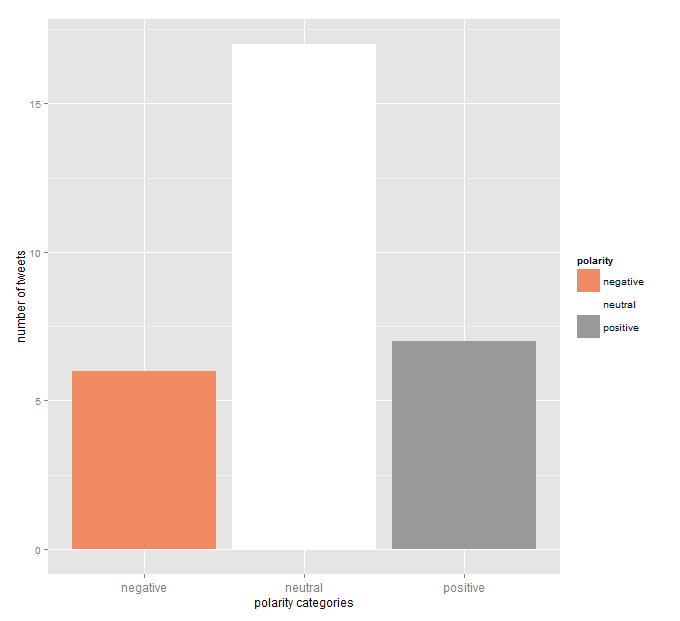 number of tweets
15
10
5
0
negative neutral positive
polarity categories
polarity
negative
neutral
positive